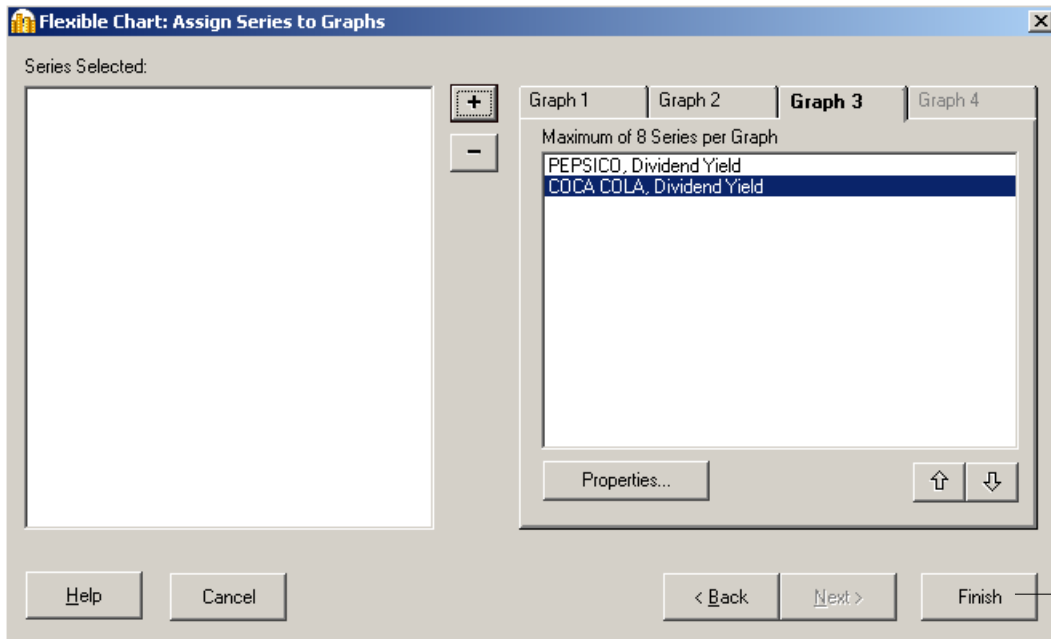 Flexible Chart: Assign Series to Graphs
Series Selected:
+
-
Graph 1
Graph 2
Graph 3
Graph 4
Maximum of 8 Series per Graph
PEPSICO, Dividend Yield
COCA COLA, Dividend Yield
Properties...
Help
Cancel
< Back
Next >
Finish